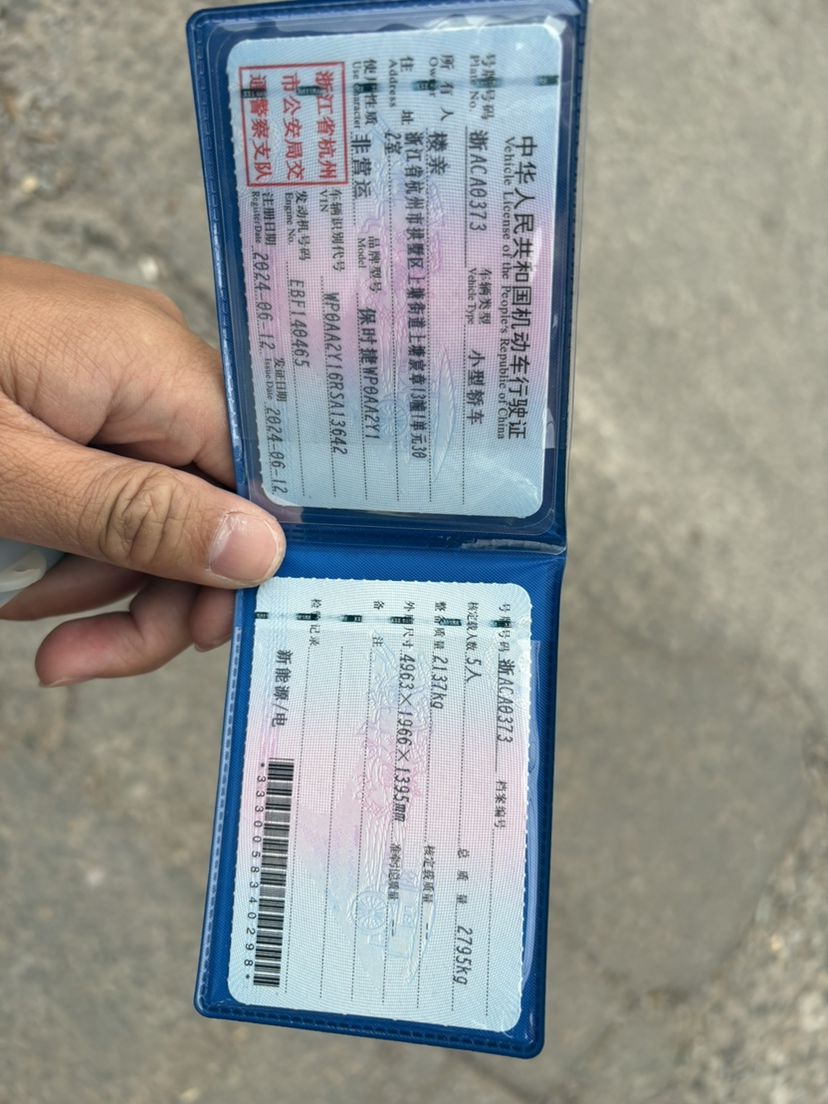 中华人民共和国机动车行驶证
Vehicle License of the People's Republic of China
号牌号码 浙ACA0373 车辆类型 小型轿车
Plate No. Vehicle Type
所有人 楼亲
Owner
住址 浙江省杭州市拱墅区上塘街道上塘宸章13幢1单元30
Address 2室
使用性质 非营运 品牌型号 保时捷WP0AA2Y1
Use Character Model
浙江省杭州
市公安局交
通警察支队
车辆识别代号 WP0AA2Y16RSA13642
VIN
发动机号码 EBF140465
Engine No.
注册日期 2024-06-12 发证日期 2024-06-12
Register Date Issue Date
号牌号码 浙ACA0373 档案编号
核定载人数 5人 总质量 2795kg
整备质量 2137kg 核定载质量 --
外廓尺寸 4963×1966×1395mm 准牵引总质量 --
备注
检验记录
新能源/电
*3330058340298*